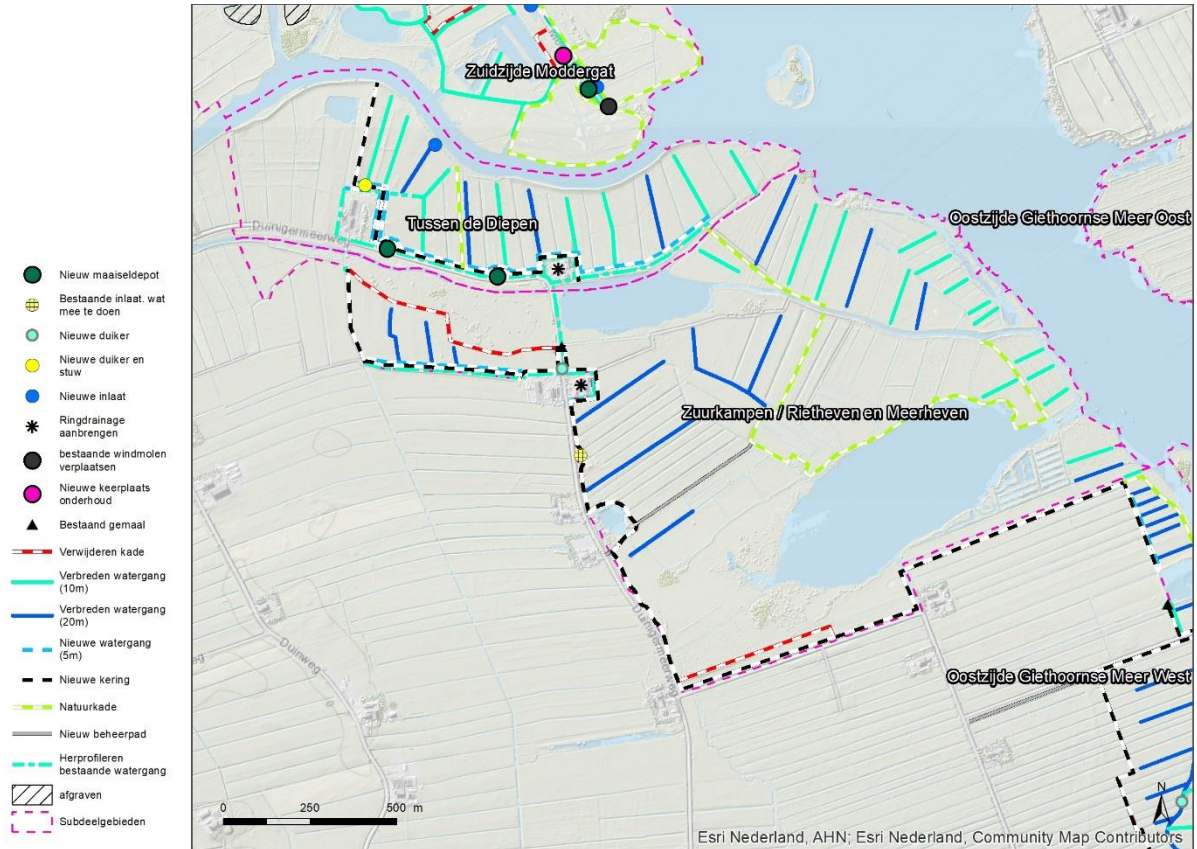 Nieuw maaiseldepot
Bestaande inlaat. wat
mee te doen
Nieuwe duiker
Nieuwe duiker en
stuw
Nieuwe inlaat
Ringdrainage
aanbrengen
bestaande windmolen
verplaatsen
Nieuwe keerplaats
onderhoud
Bestaand gemaal
Verwijderen kade
Verbreden watergang
(10m)
Verbreden watergang
(20m)
Nieuwe watergang
(5m)
Nieuwe kering
Natuurkade
Nieuw beheerpad
Herprofileren
bestaande watergang
afgraven
Subdeelgebieden
Zuidzijde Moddergat
Tussen de Diepen
Duinigermeerweg
Oostzijde Giethoornse Meer Oost
Zuurkampen / Rietheven en Meerheven
Duinigermeerweg
Duinweg
Oostzijde Giethoornse Meer West
0 250 500 m
N
Esri Nederland, AHN; Esri Nederland, Community Map Contributors